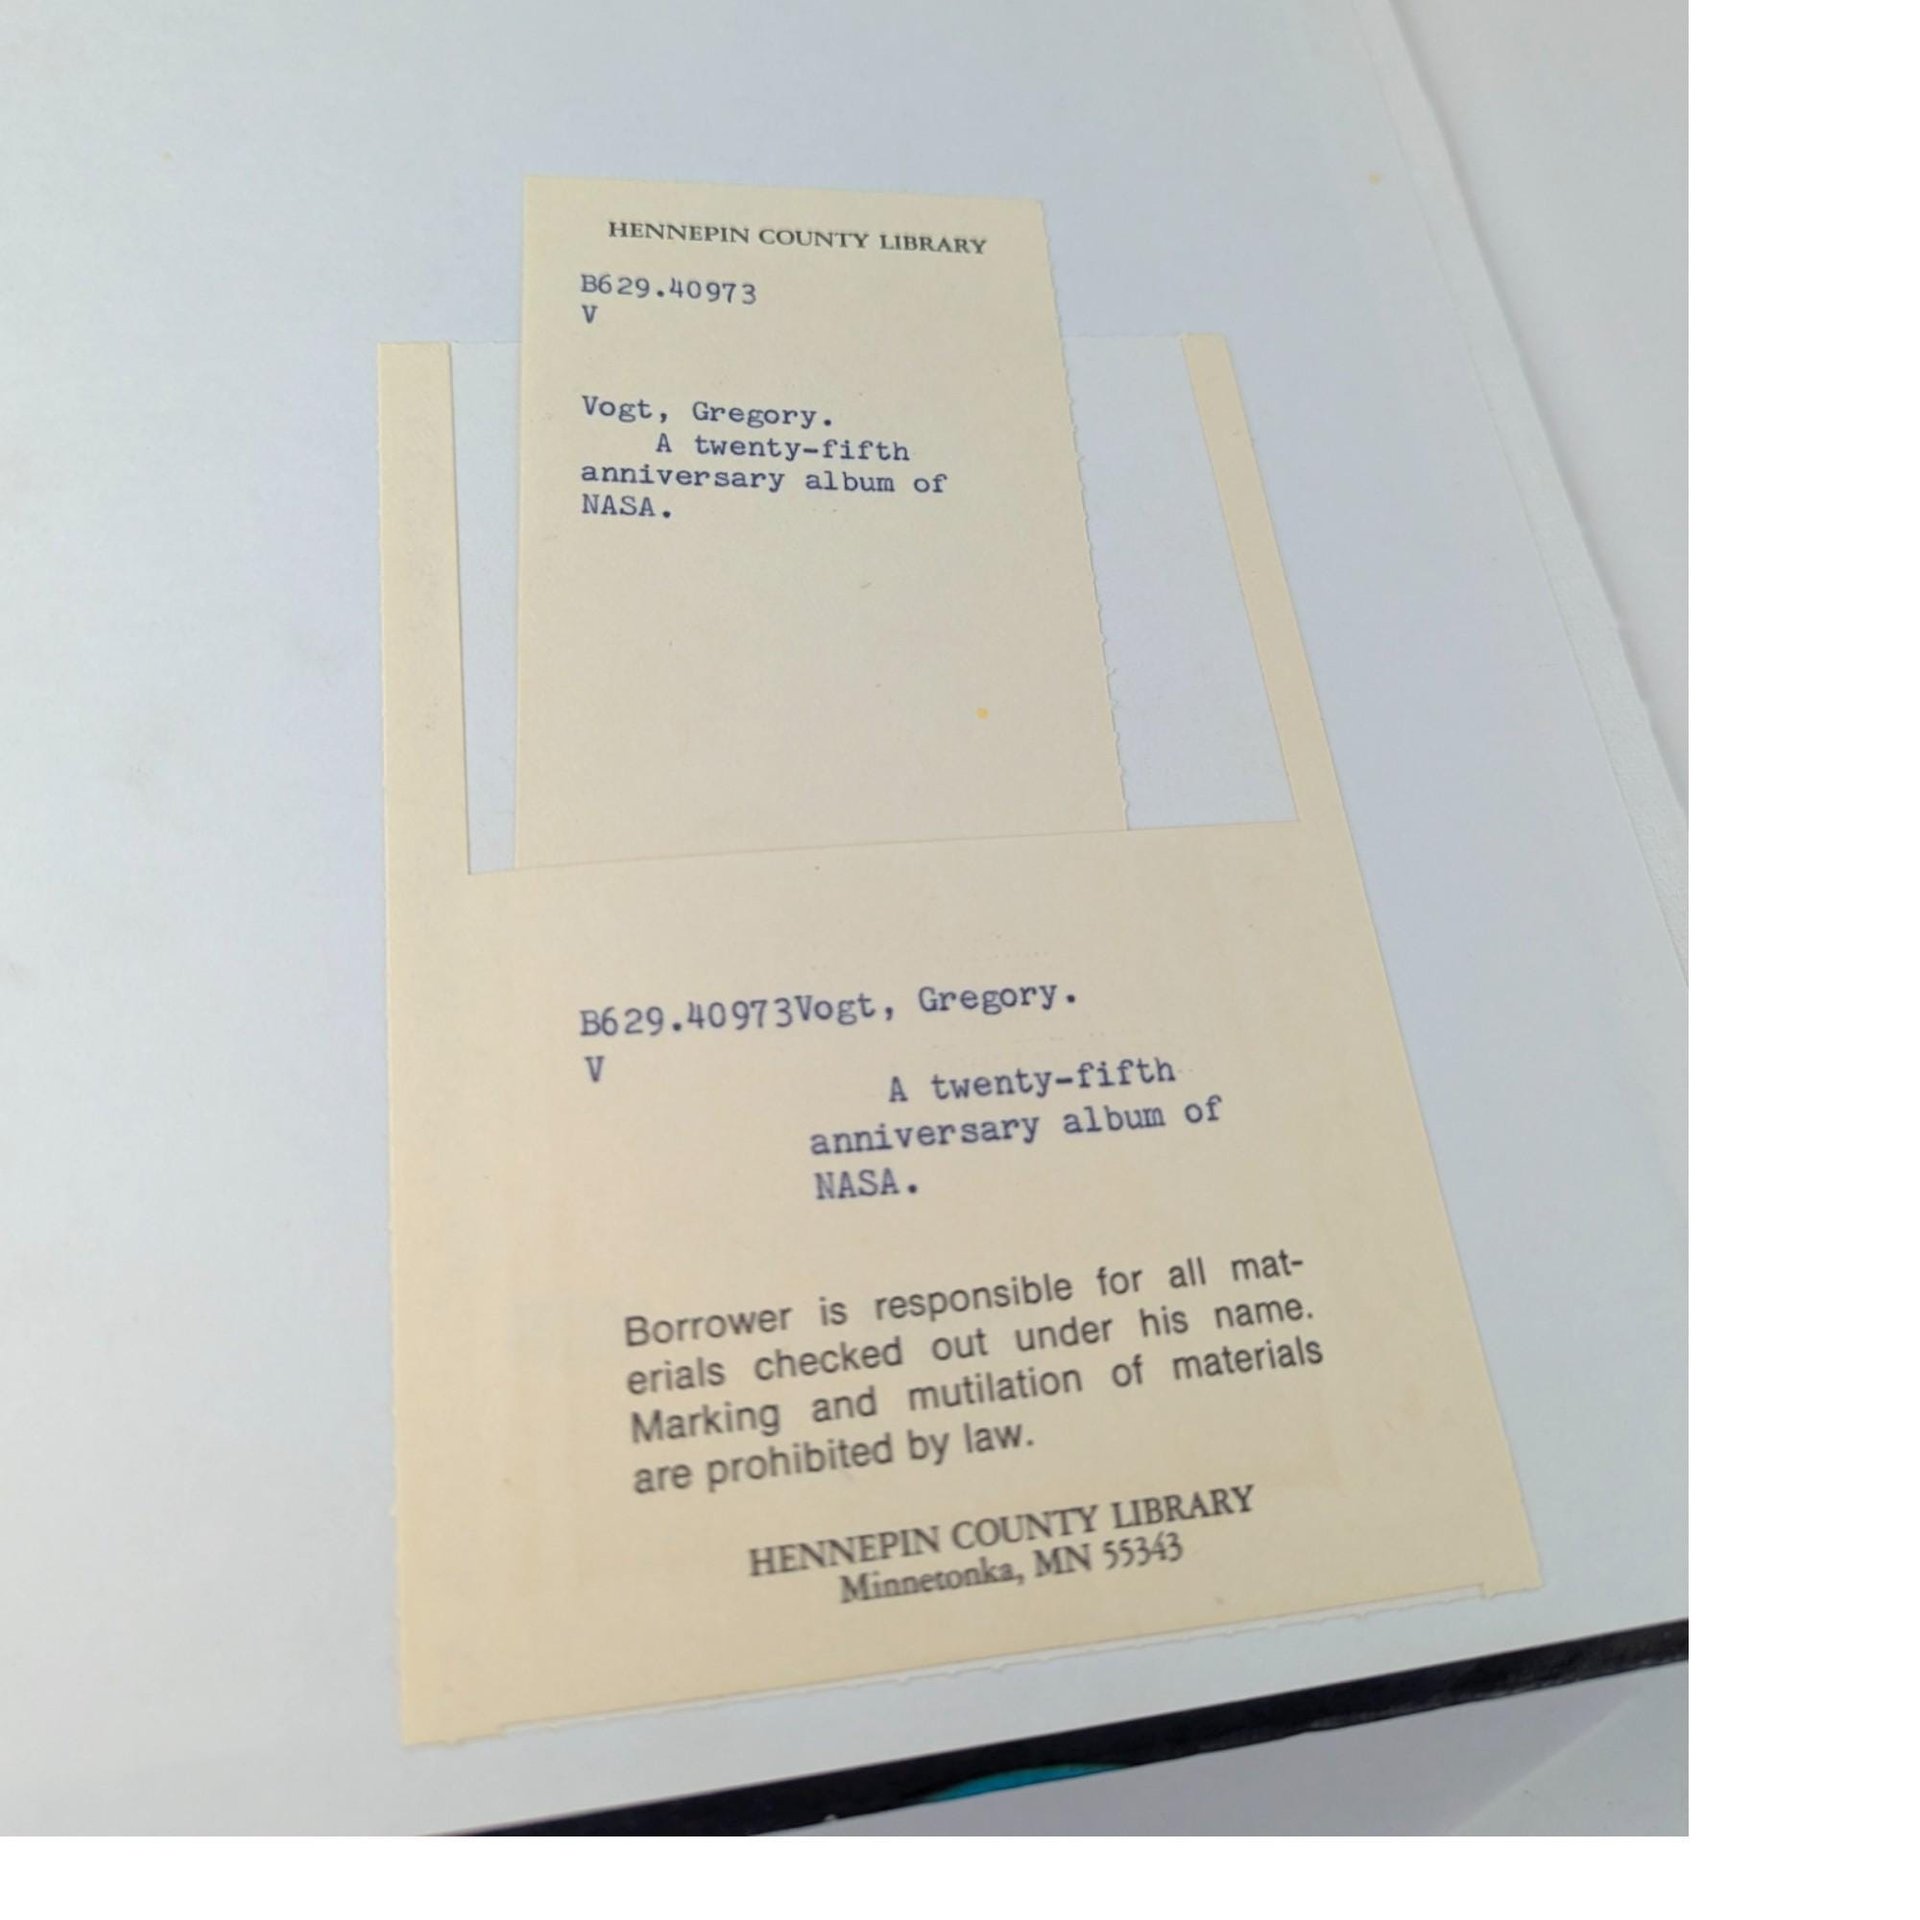 HENNEPIN COUNTY LIBRARY
B629.40973
V
Vogt, Gregory.
A twenty-fifth
anniversary album of
NASA.
B629.40973Vogt, Gregory.
V
A twenty-fifth
anniversary album of
NASA.
Borrower is responsible for all mat-
erials checked out under his name.
Marking and mutilation of materials
are prohibited by law.
HENNEPIN COUNTY LIBRARY
Minnetonka, MN 55343